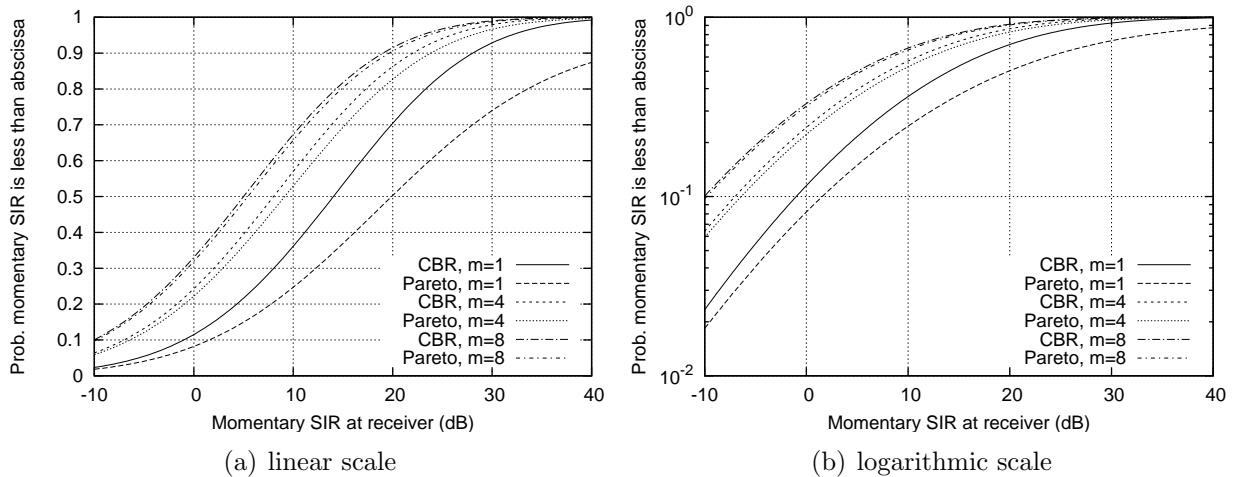 Prob. momentary SIR is less than abscissa
1
0.9
0.8
0.7
0.6
0.5
0.4
0.3
0.2
0.1
0
CBR, m=1
Pareto, m=1
CBR, m=4
Pareto, m=4
CBR, m=8
Pareto, m=8
-10 0 10 20 30 40
Momentary SIR at receiver (dB)
(a) linear scale
Prob. momentary SIR is less than abscissa
10^0
10^-1
10^-2
CBR, m=1
Pareto, m=1
CBR, m=4
Pareto, m=4
CBR, m=8
Pareto, m=8
-10 0 10 20 30 40
Momentary SIR at receiver (dB)
(b) logarithmic scale